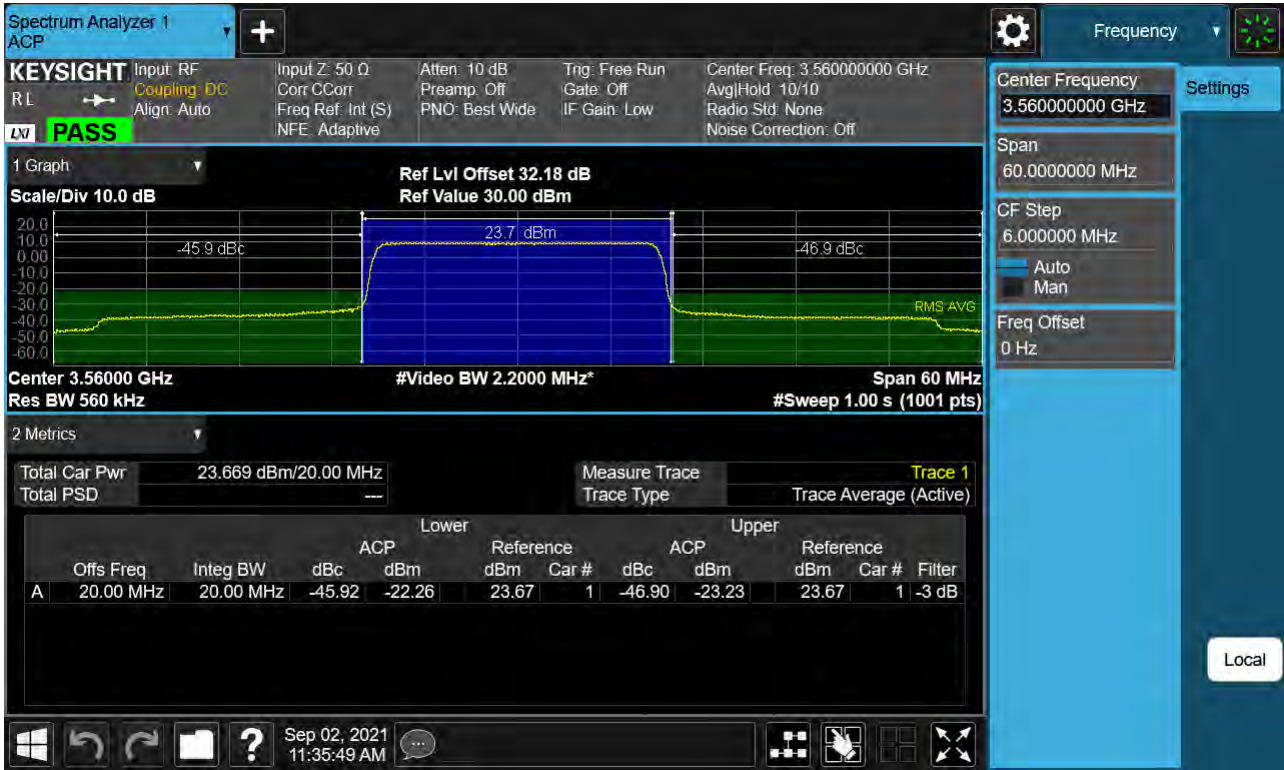 Spectrum Analyzer 1
ACP
Frequency
KEYSIGHT Input: RF Input Z: 50 Ω Atten: 10 dB Trig: Free Run Center Freq: 3.560000000 GHz
RL Coupling: DC Corr CCorr Preamp: Off Gate: Off Avg|Hold: 10/10
Align: Auto Freq Ref: Int (S) PNO: Best Wide IF Gain: Low Radio Std: None
LXI PASS NFE: Adaptive Noise Correction: Off
Center Frequency
3.560000000 GHz
Settings
Span
60.0000000 MHz
CF Step
6.000000 MHz
Auto
Man
Freq Offset
0 Hz
Local
1 Graph
Ref Lvl Offset 32.18 dB
Scale/Div 10.0 dB Ref Value 30.00 dBm
20.0
10.0
0.00
-10.0
-20.0
-30.0
-40.0
-50.0
-60.0
-45.9 dBc 23.7 dBm -46.9 dBc
RMS AVG
Center 3.56000 GHz #Video BW 2.2000 MHz* Span 60 MHz
Res BW 560 kHz #Sweep 1.00 s (1001 pts)
2 Metrics
Total Car Pwr 23.669 dBm/20.00 MHz Measure Trace Trace 1
Total PSD --- Trace Type Trace Average (Active)
Lower Upper
ACP Reference ACP Reference
Offs Freq Integ BW dBc dBm dBm Car # dBc dBm dBm Car # Filter
A 20.00 MHz 20.00 MHz -45.92 -22.26 23.67 1 -46.90 -23.23 23.67 1 -3 dB
Sep 02, 2021
11:35:49 AM